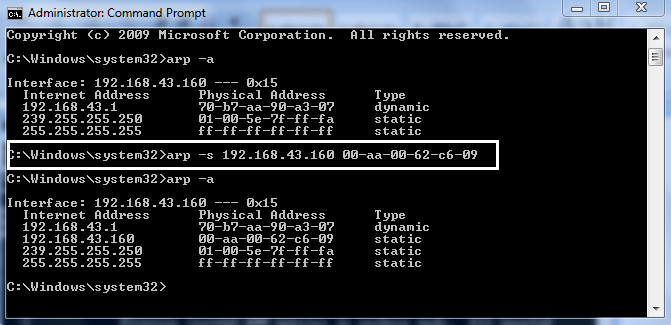 Administrator: Command Prompt
Copyright (c) 2009 Microsoft Corporation.  All rights reserved.
C:\Windows\system32>arp -a
Interface: 192.168.43.160 --- 0x15
  Internet Address      Physical Address      Type
  192.168.43.1          70-b7-aa-90-a3-07     dynamic
  239.255.255.250       01-00-5e-7f-ff-fa     static
  255.255.255.255       ff-ff-ff-ff-ff-ff     static
C:\Windows\system32>arp -s 192.168.43.160 00-aa-00-62-c6-09
C:\Windows\system32>arp -a
Interface: 192.168.43.160 --- 0x15
  Internet Address      Physical Address      Type
  192.168.43.1          70-b7-aa-90-a3-07     dynamic
  192.168.43.160        00-aa-00-62-c6-09     static
  239.255.255.250       01-00-5e-7f-ff-fa     static
  255.255.255.255       ff-ff-ff-ff-ff-ff     static
C:\Windows\system32>